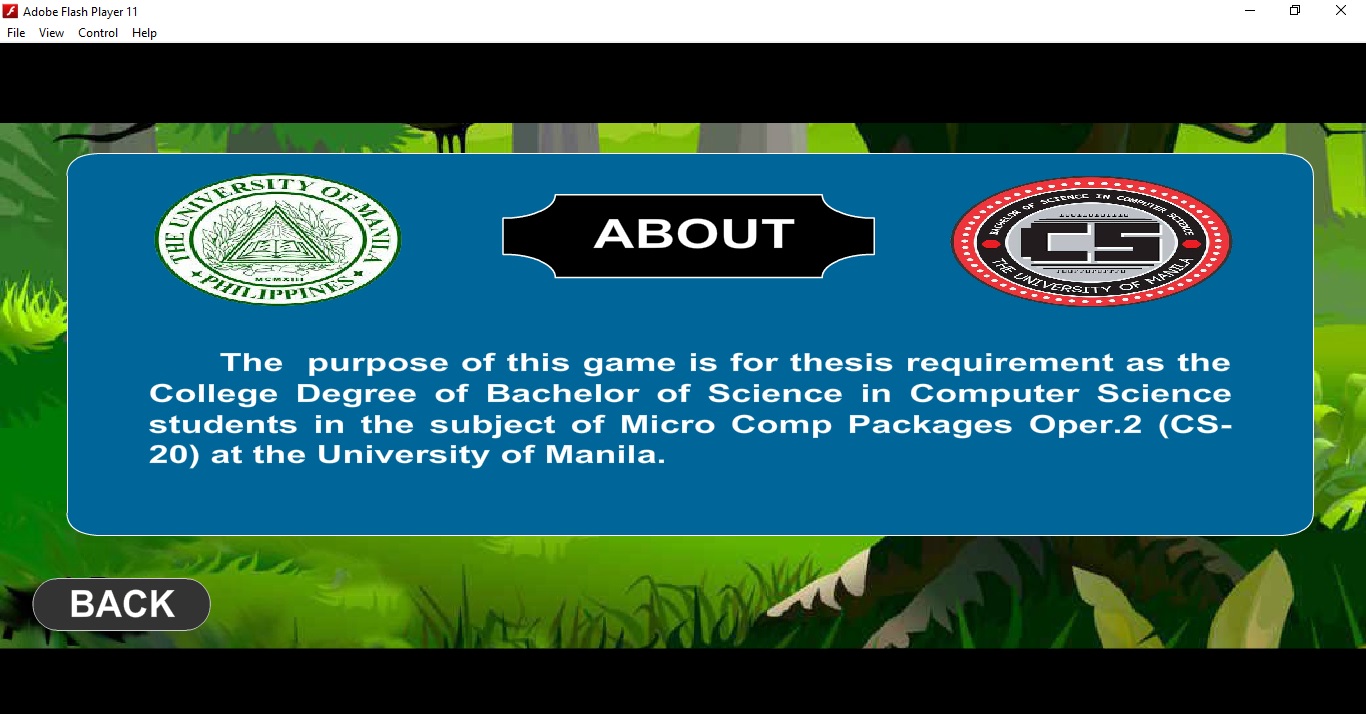 Adobe Flash Player 11
File View Control Help
THE UNIVERSITY OF MANILA
MCMXIII
PHILIPPINES
ABOUT
BACHELOR OF SCIENCE IN COMPUTER SCIENCE
CS
THE UNIVERSITY OF MANILA
The purpose of this game is for thesis requirement as the
College Degree of Bachelor of Science in Computer Science
students in the subject of Micro Comp Packages Oper.2 (CS-
20) at the University of Manila.
BACK